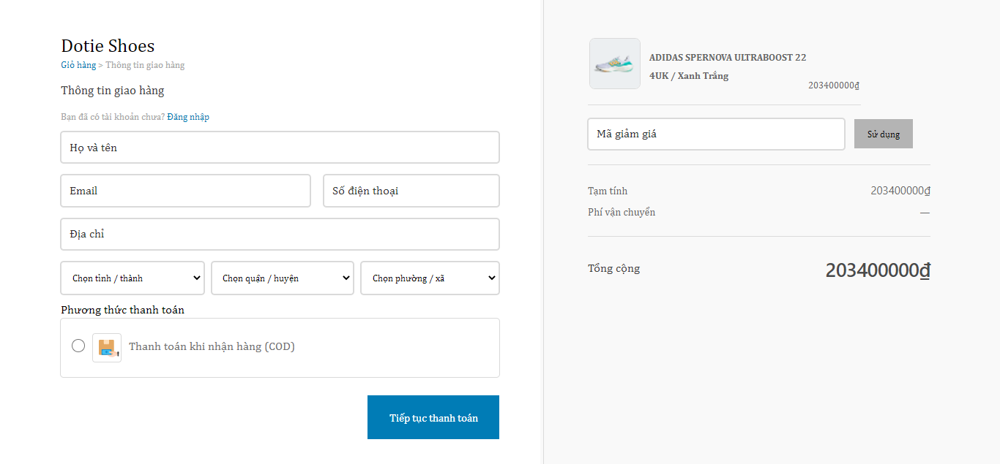 Dotie Shoes
Giỏ hàng > Thông tin giao hàng
Thông tin giao hàng
Bạn đã có tài khoản chưa? Đăng nhập
Họ và tên
Email
Số điện thoại
Địa chỉ
Chọn tỉnh / thành
Chọn quận / huyện
Chọn phường / xã
Phương thức thanh toán
Thanh toán khi nhận hàng (COD)
Tiếp tục thanh toán
ADIDAS SPERNOVA ULTRABOOST 22
4UK / Xanh Trắng
203400000₫
Mã giảm giá
Sử dụng
Tạm tính 203400000₫
Phí vận chuyển —
Tổng cộng 203400000₫